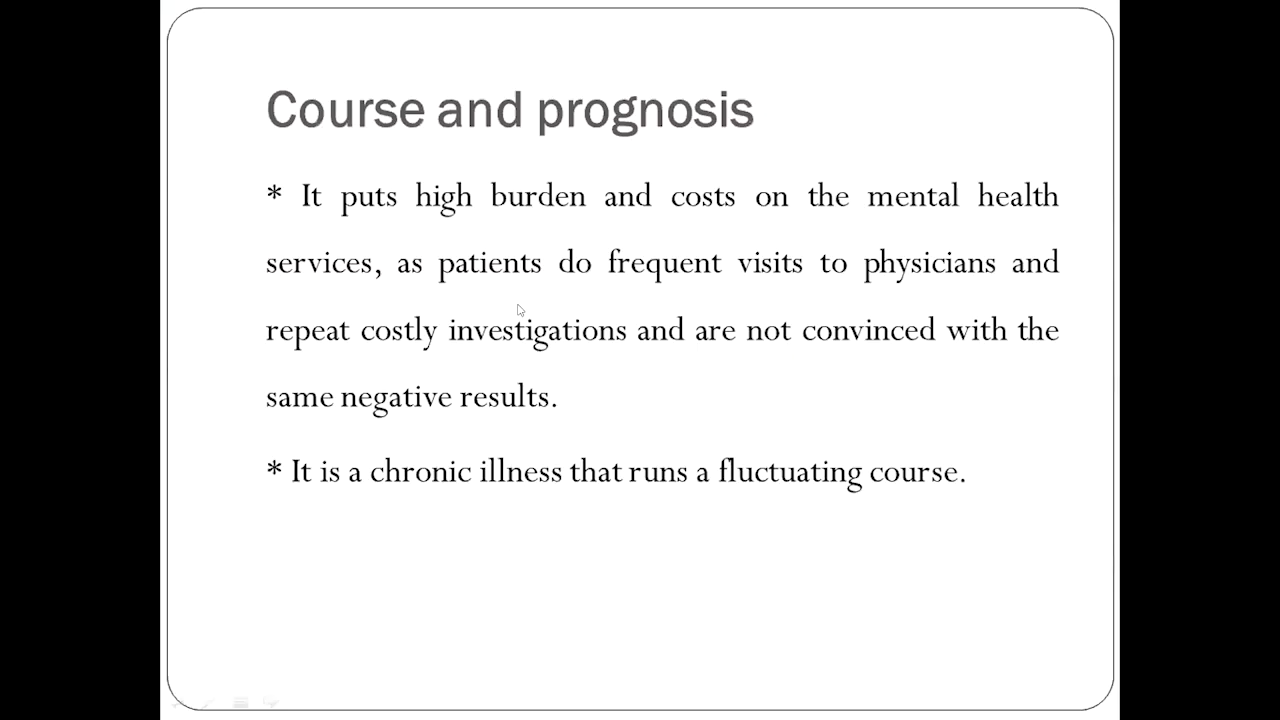 Course and prognosis
* It puts high burden and costs on the mental health
services, as patients do frequent visits to physicians and
repeat costly investigations and are not convinced with the
same negative results.
* It is a chronic illness that runs a fluctuating course.